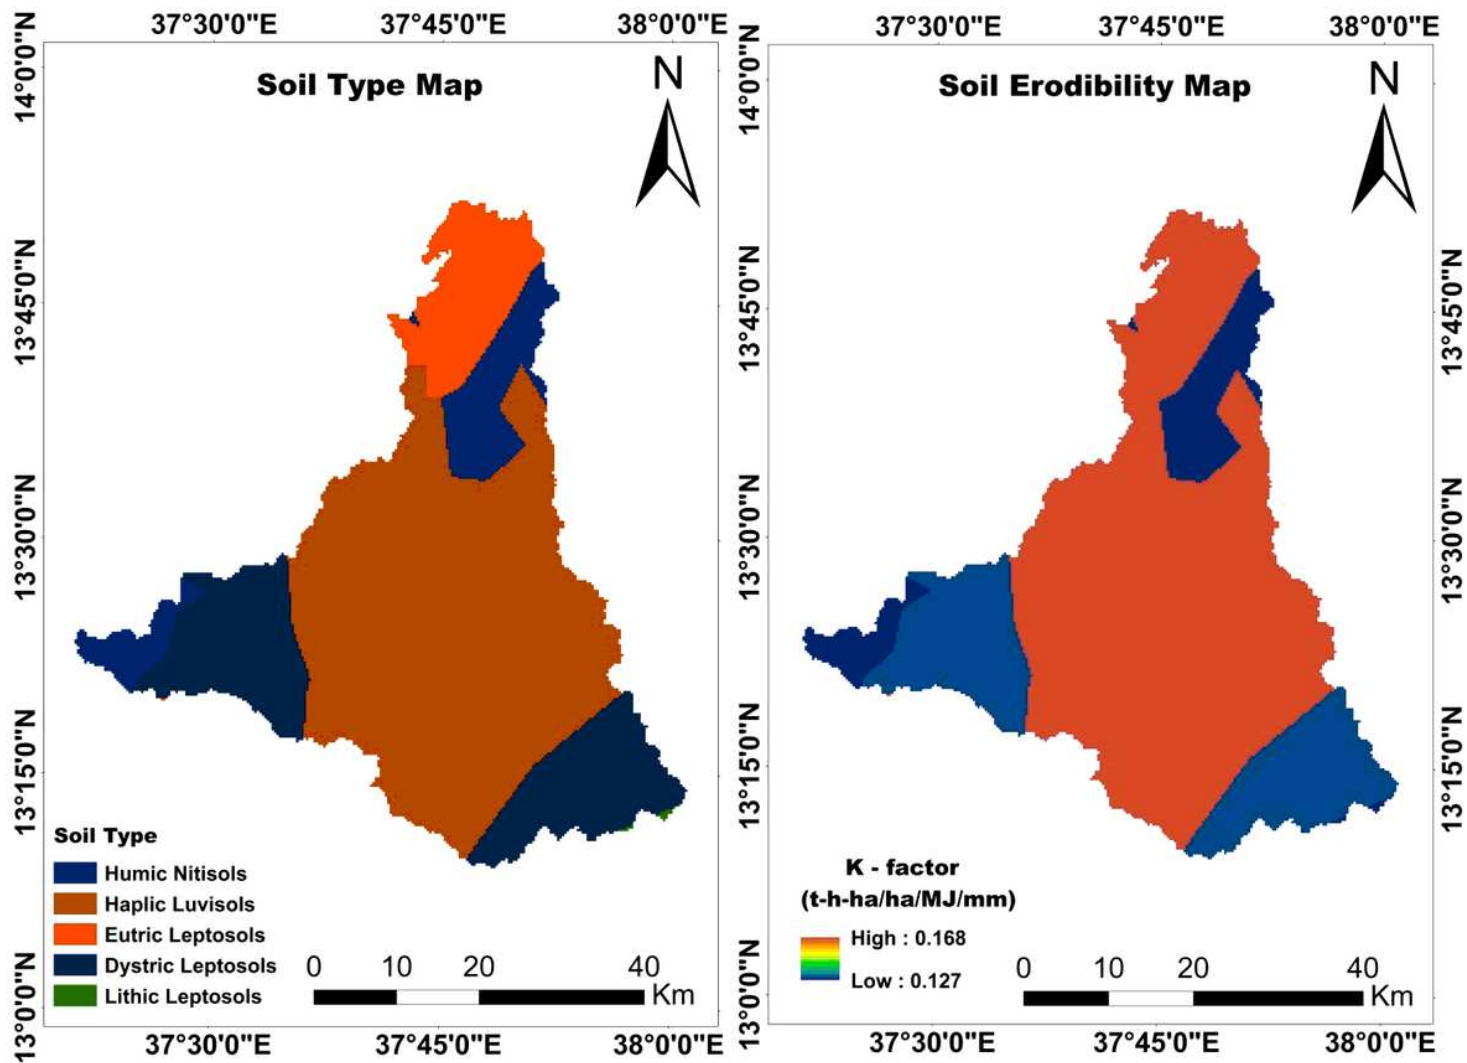 37°30'0"E 37°45'0"E 38°0'0"E
Soil Type Map
N
14°0'0"N
13°45'0"N
13°30'0"N
13°15'0"N
13°0'0"N
Soil Type
Humic Nitisols
Haplic Luvisols
Eutric Leptosols
Dystric Leptosols
Lithic Leptosols
0 10 20 40
Km
37°30'0"E 37°45'0"E 38°0'0"E
37°30'0"E 37°45'0"E 38°0'0"E
Soil Erodibility Map
N
14°0'0"N
13°45'0"N
13°30'0"N
13°15'0"N
13°0'0"N
13°45'0"N
13°30'0"N
13°15'0"N
13°0'0"N
K - factor
(t-h-ha/ha/MJ/mm)
High : 0.168
Low : 0.127
0 10 20 40
Km
37°30'0"E 37°45'0"E 38°0'0"E